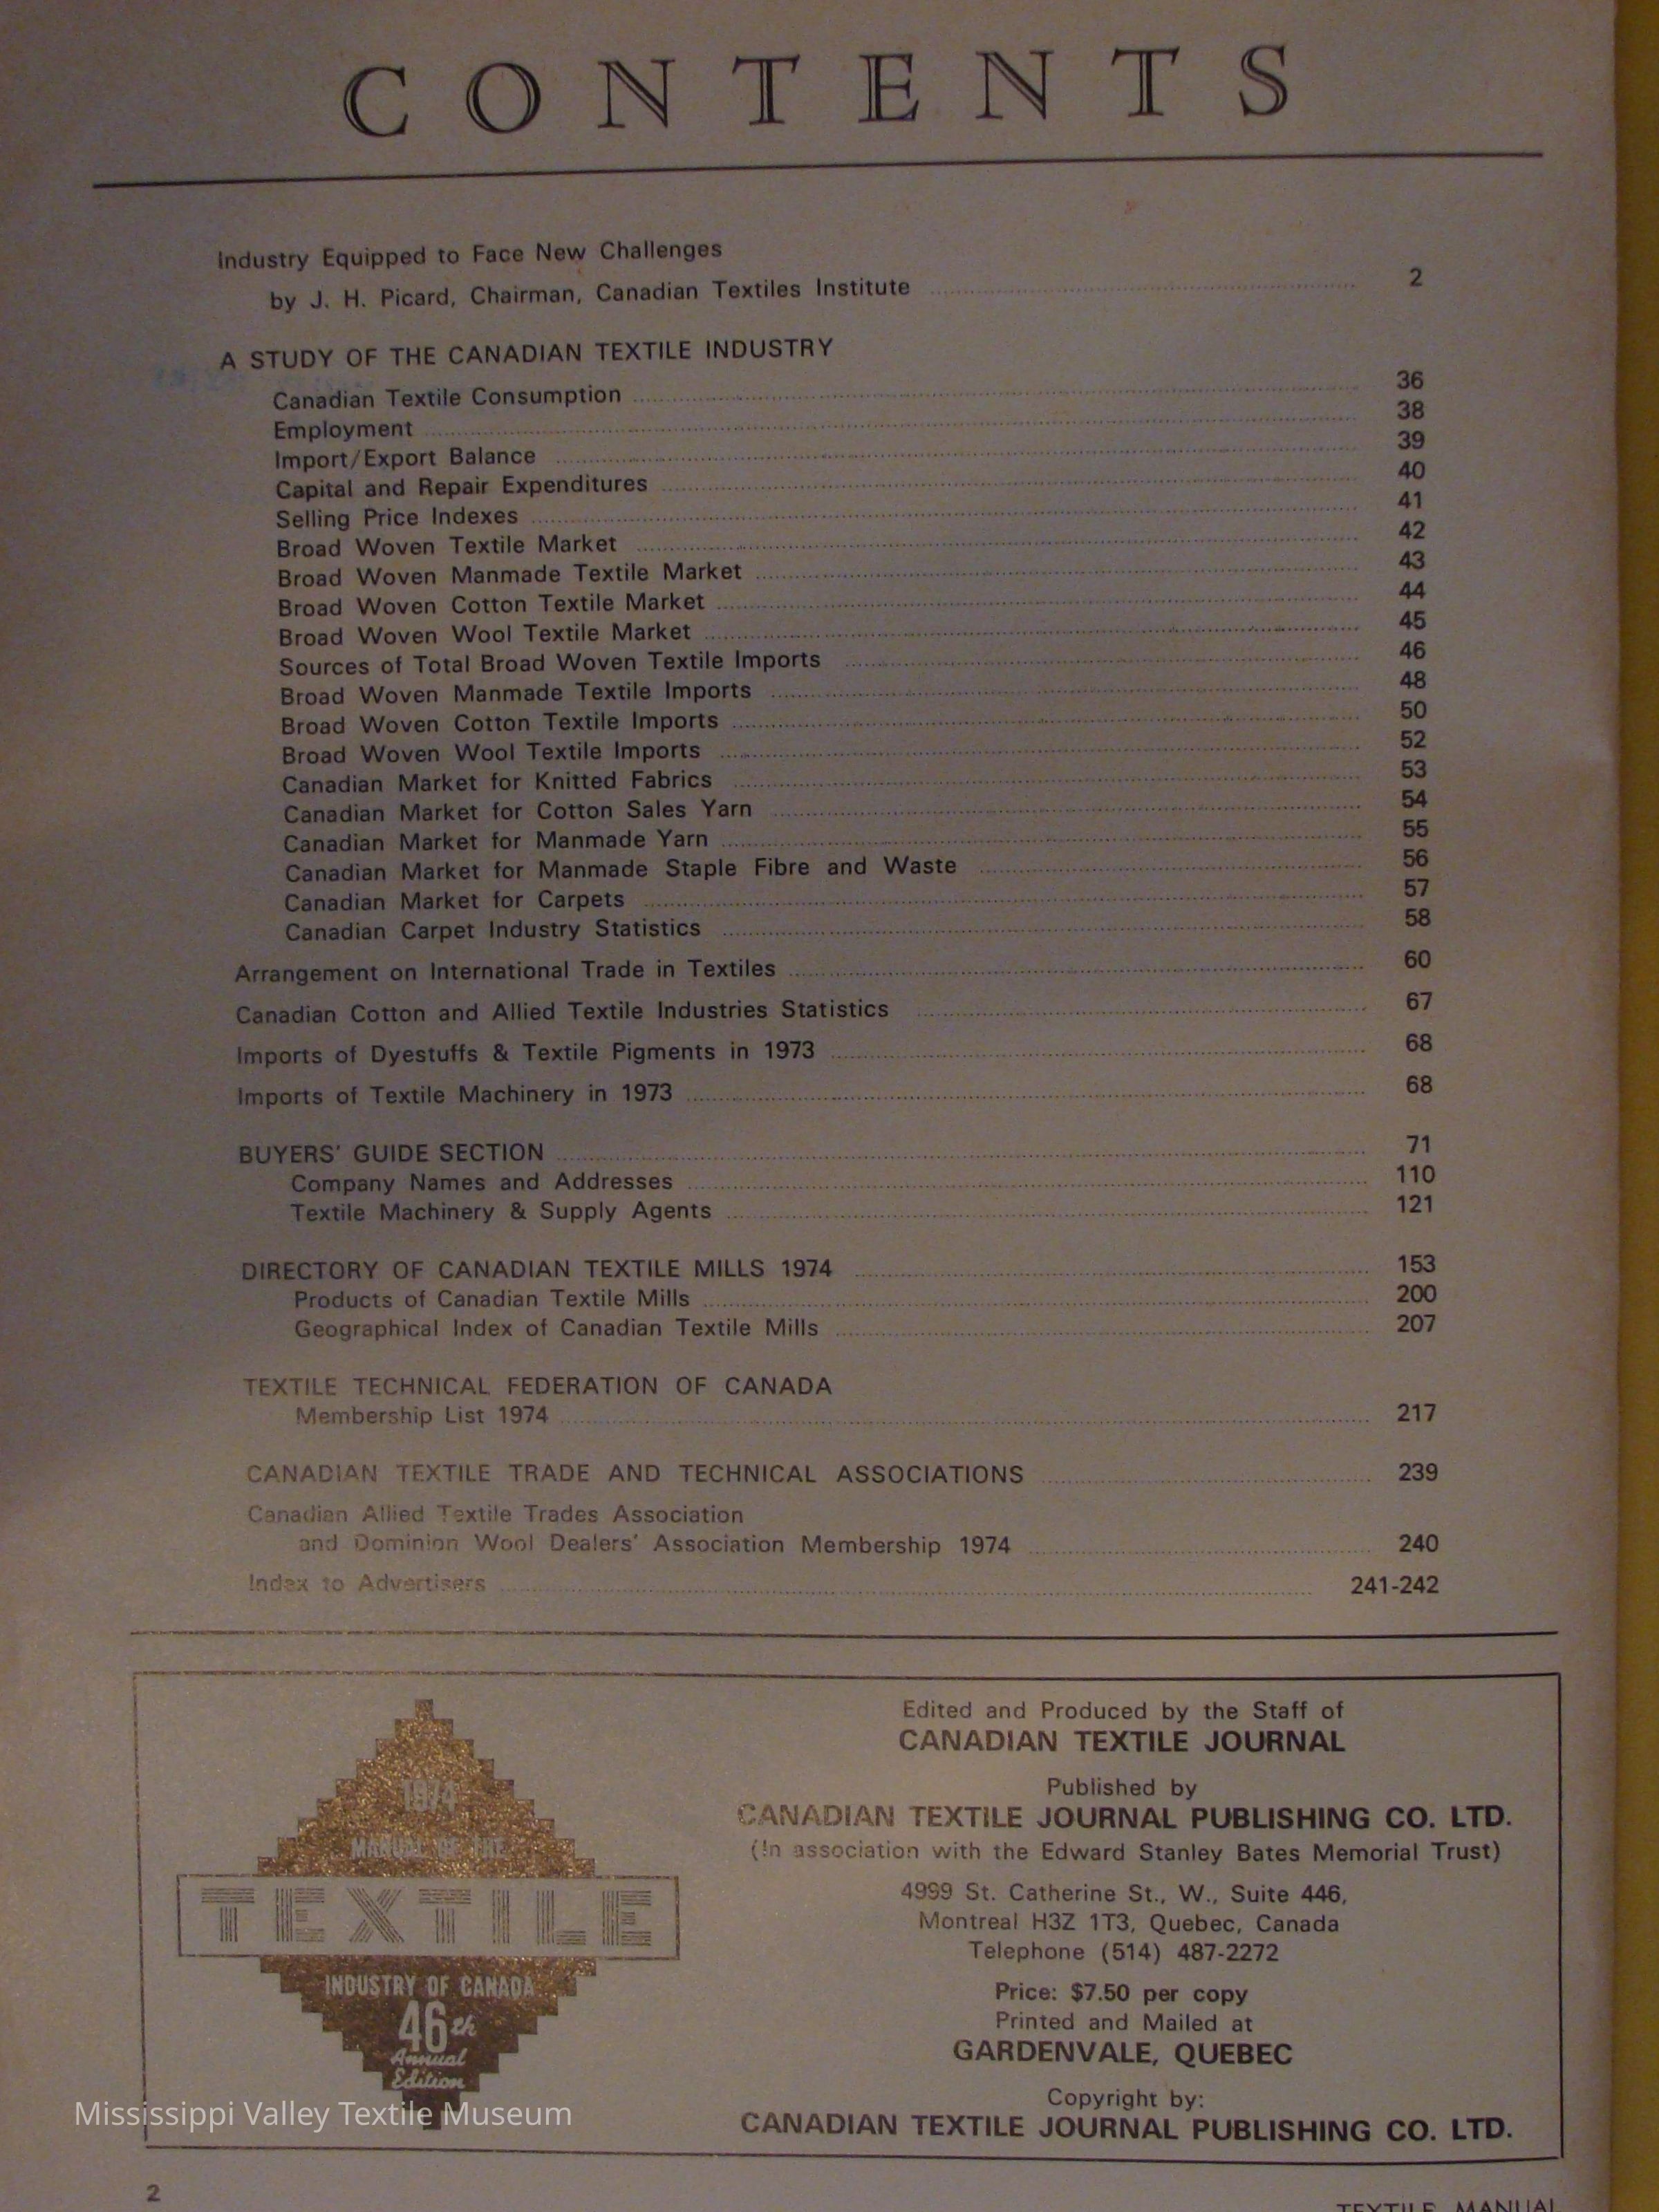 CONTENTS
Industry Equipped to Face New Challenges
by J. H. Picard, Chairman, Canadian Textiles Institute 2
A STUDY OF THE CANADIAN TEXTILE INDUSTRY
Canadian Textile Consumption 36
Employment 38
Import/Export Balance 39
Capital and Repair Expenditures 40
Selling Price Indexes 41
Broad Woven Textile Market 42
Broad Woven Manmade Textile Market 43
Broad Woven Cotton Textile Market 44
Broad Woven Wool Textile Market 45
Sources of Total Broad Woven Textile Imports 46
Broad Woven Manmade Textile Imports 48
Broad Woven Cotton Textile Imports 50
Broad Woven Wool Textile Imports 52
Canadian Market for Knitted Fabrics 53
Canadian Market for Cotton Sales Yarn 54
Canadian Market for Manmade Yarn 55
Canadian Market for Manmade Staple Fibre and Waste 56
Canadian Market for Carpets 57
Canadian Carpet Industry Statistics 58
Arrangement on International Trade in Textiles 60
Canadian Cotton and Allied Textile Industries Statistics 67
Imports of Dyestuffs & Textile Pigments in 1973 68
Imports of Textile Machinery in 1973 68
BUYERS' GUIDE SECTION 71
Company Names and Addresses 110
Textile Machinery & Supply Agents 121
DIRECTORY OF CANADIAN TEXTILE MILLS 1974 153
Products of Canadian Textile Mills 200
Geographical Index of Canadian Textile Mills 207
TEXTILE TECHNICAL FEDERATION OF CANADA
Membership List 1974 217
CANADIAN TEXTILE TRADE AND TECHNICAL ASSOCIATIONS 239
Canadian Allied Textile Trades Association
and Dominion Wool Dealers' Association Membership 1974 240
Index to Advertisers 241-242
1974
MANUAL OF THE
TEXTILE
INDUSTRY OF CANADA
46th
Annual
Edition
Edited and Produced by the Staff of
CANADIAN TEXTILE JOURNAL
Published by
CANADIAN TEXTILE JOURNAL PUBLISHING CO. LTD.
(In association with the Edward Stanley Bates Memorial Trust)
4999 St. Catherine St., W., Suite 446,
Montreal H3Z 1T3, Quebec, Canada
Telephone (514) 487-2272
Price: $7.50 per copy
Printed and Mailed at
GARDENVALE, QUEBEC
Copyright by:
CANADIAN TEXTILE JOURNAL PUBLISHING CO. LTD.
Mississippi Valley Textile Museum
2
TEXTILE MANUAL